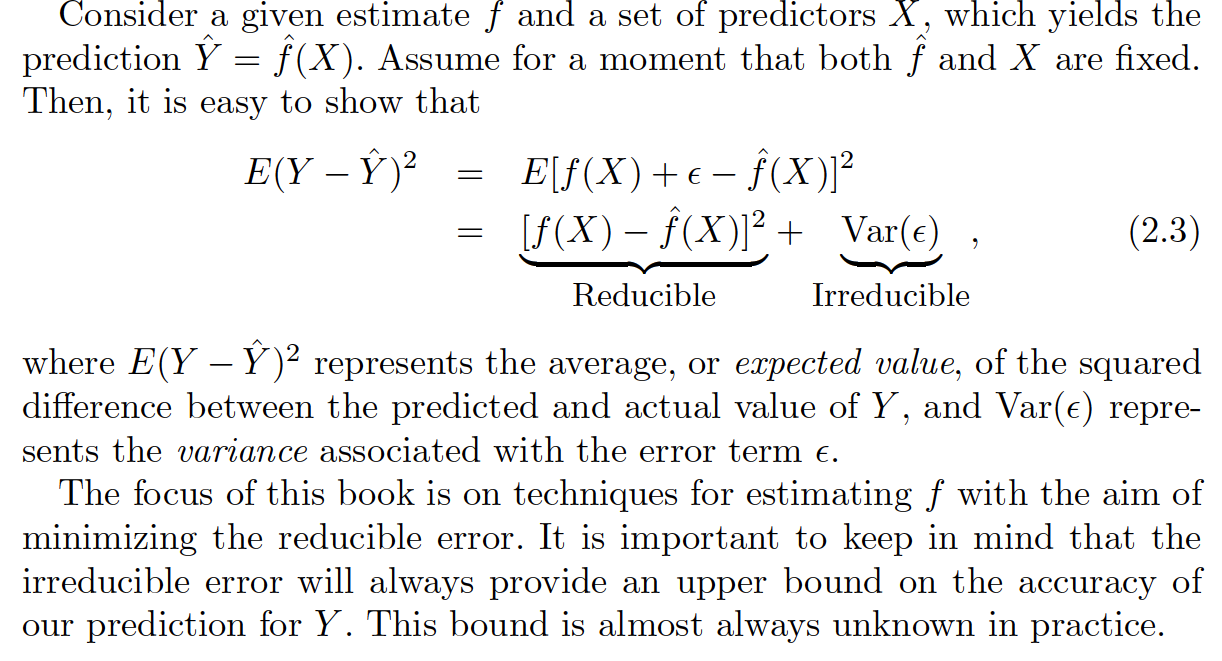 Consider a given estimate f̂ and a set of predictors X, which yields the
prediction Ŷ = f̂(X). Assume for a moment that both f̂ and X are fixed.
Then, it is easy to show that
E(Y − Ŷ)² = E[f(X) + ϵ − f̂(X)]²
= [f(X) − f̂(X)]² + Var(ϵ) , (2.3)
Reducible Irreducible
where E(Y − Ŷ)² represents the average, or expected value, of the squared
difference between the predicted and actual value of Y, and Var(ϵ) repre-
sents the variance associated with the error term ϵ.
The focus of this book is on techniques for estimating f with the aim of
minimizing the reducible error. It is important to keep in mind that the
irreducible error will always provide an upper bound on the accuracy of
our prediction for Y. This bound is almost always unknown in practice.